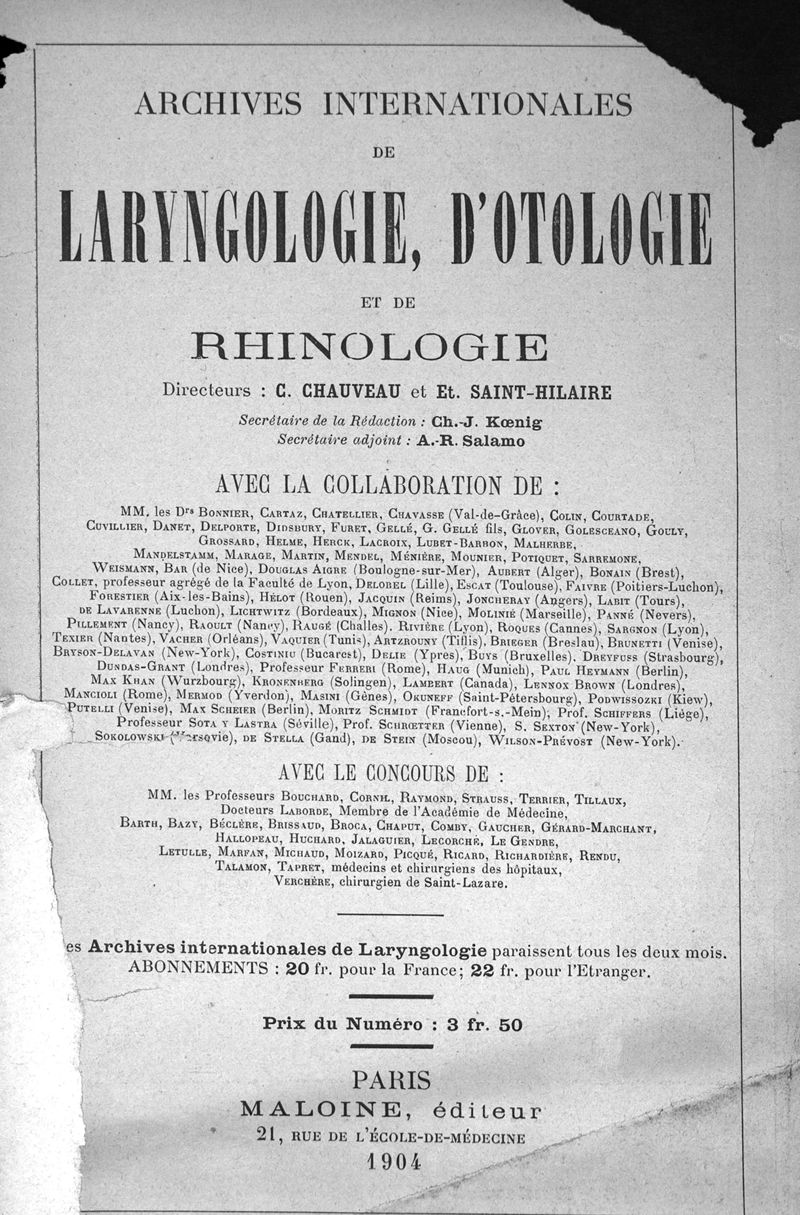 ARCHIVES INTERNATIONALES
DE
LARYNGOLOGIE, D'OTOLOGIE
ET DE
RHINOLOGIE
Directeurs : C. CHAUVEAU et Et. SAINT-HILAIRE
Secrétaire de la Rédaction : Ch.-J. Kœnig
Secrétaire adjoint : A.-R. Salamo
AVEC LA COLLABORATION DE :
MM. les Drs BONNIER, CARTAZ, CHATELLIER, CHAVASSE (Val-de-Grâce), COLIN, COURTADE,
CUVILLIER, DANET, DELPORTE, DIDSBURY, FURET, GELLÉ, G. GELLÉ fils, GLOVER, GOLESCEANO, GOULY,
GROSSARD, HELME, HERCK, LACROIX, LUBET-BARBON, MALHERBE,
MANDELSTAMM, MARAGE, MARTIN, MENDEL, MÉNIÈRE, MOUNIER, POTIQUET, SARREMONE,
WEISMANN, BAR (de Nice), DOUGLAS AIGRE (Boulogne-sur-Mer), AUBERT (Alger), BONAIN (Brest),
COLLET, professeur agrégé de la Faculté de Lyon, DELOBEL (Lille), ESCAT (Toulouse), FAIVRE (Poitiers-Luchon),
FORESTIER (Aix-les-Bains), HÉLOT (Rouen), JACQUIN (Reims), JONCHERAY (Angers), LABIT (Tours),
DE LAVARENNE (Luchon), LICHTWITZ (Bordeaux), MIGNON (Nice), MOLINIÉ (Marseille), PANNÉ (Nevers),
PILLEMENT (Nancy), RAOULT (Nancy), RAUGÉ (Challes). RIVIÈRE (Lyon), ROQUES (Cannes), SARGNON (Lyon),
TEXIER (Nantes), VACHER (Orléans), VAQUIER (Tunis), ARTZROUNY (Tiflis), BRIEGER (Breslau), BRUNETTI (Venise),
BRYSON-DELAVAN (New-York), COSTINIU (Bucarest), DELIE (Ypres), BUYS (Bruxelles). DREYFUSS (Strasbourg),
DUNDAS-GRANT (Londres), Professeur FERRERI (Rome), HAUG (Munich), PAUL HEYMANN (Berlin),
MAX KHAN (Wurzbourg), KRONENBERG (Solingen), LAMBERT (Canada), LENNOX BROWN (Londres),
MANCIOLI (Rome), MERMOD (Yverdon), MASINI (Gênes), OKUNEFF (Saint-Pétersbourg), PODWISSOZKI (Kiew),
PUTELLI (Venise), MAX SCHEIER (Berlin), MORITZ SCHMIDT (Francfort-s.-Mein), Prof. SCHIFFERS (Liége),
Professeur SOTA Y LASTRA (Séville), Prof. SCHRŒTTER (Vienne), S. SEXTON (New-York),
SOKOLOWSKI (Varsovie), DE STELLA (Gand), DE STEIN (Moscou), WILSON-PRÉVOST (New-York).
AVEC LE CONCOURS DE :
MM. les Professeurs BOUCHARD, CORNIL, RAYMOND, STRAUSS, TERRIER, TILLAUX,
Docteurs LABORDE, Membre de l'Académie de Médecine,
BARTH, BAZY, BÉCLÈRE, BRISSAUD, BROCA, CHAPUT, COMBY, GAUCHER, GÉRARD-MARCHANT,
HALLOPEAU, HUCHARD, JALAGUIER, LECORCHÉ, LE GENDRE,
LETULLE, MARFAN, MICHAUD, MOIZARD, PICQUÉ, RICARD, RICHARDIÈRE, RENDU,
TALAMON, TAPRET, médecins et chirurgiens des hôpitaux,
VERCHÈRE, chirurgien de Saint-Lazare.
es Archives internationales de Laryngologie paraissent tous les deux mois.
ABONNEMENTS : 20 fr. pour la France; 22 fr. pour l'Etranger.
Prix du Numéro : 3 fr. 50
PARIS
MALOINE, éditeur
21, RUE DE L'ÉCOLE-DE-MÉDECINE
1904